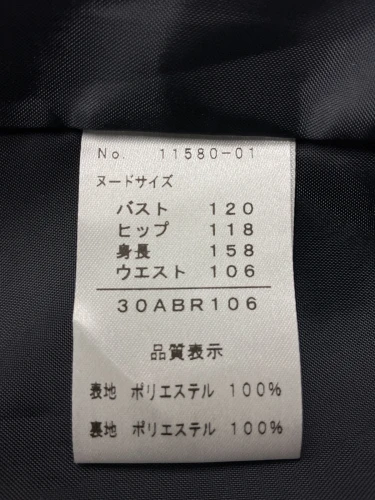 No. 11580-01
ヌードサイズ
バスト 120
ヒップ 118
身長 158
ウエスト 106
30ABR106
品質表示
表地 ポリエステル 100%
裏地 ポリエステル 100%